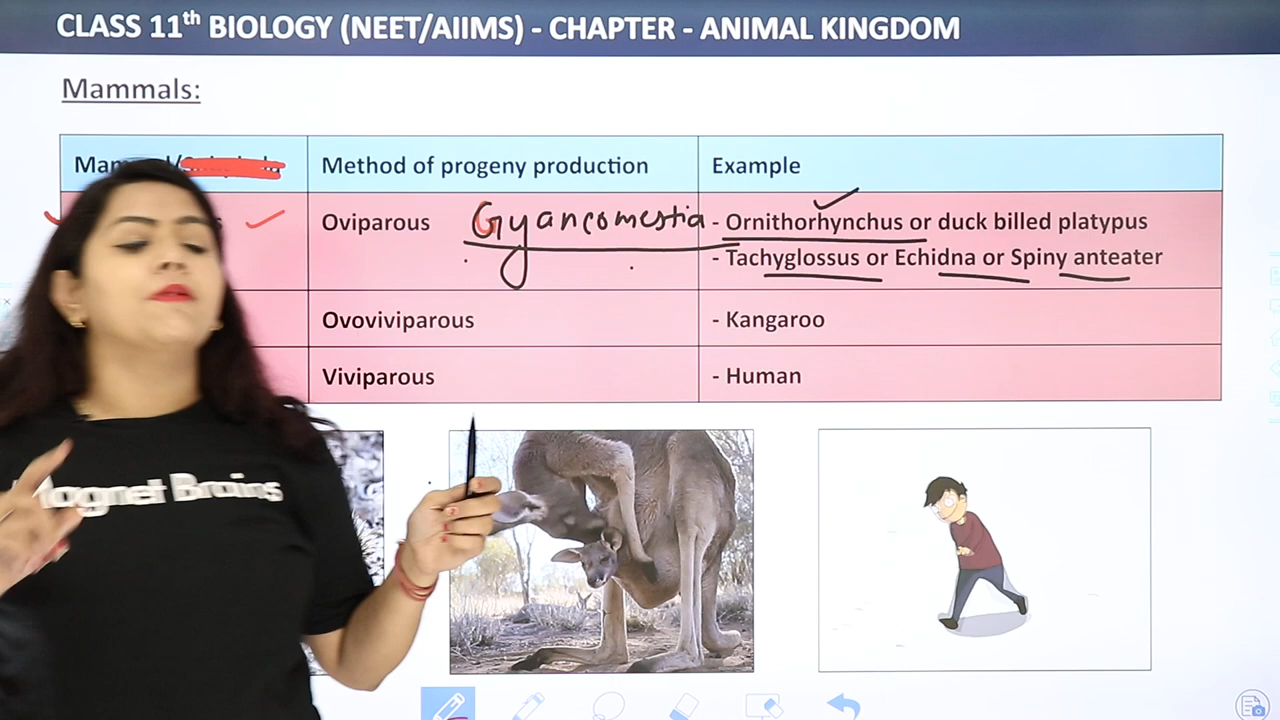 CLASS 11th BIOLOGY (NEET/AIIMS) - CHAPTER - ANIMAL KINGDOM
Mammals:
Method of progeny production
Example
Oviparous
Gyancomestia
- Ornithorhynchus or duck billed platypus
- Tachyglossus or Echidna or Spiny anteater
Ovoviviparous
- Kangaroo
Viviparous
- Human
Magnet Brains